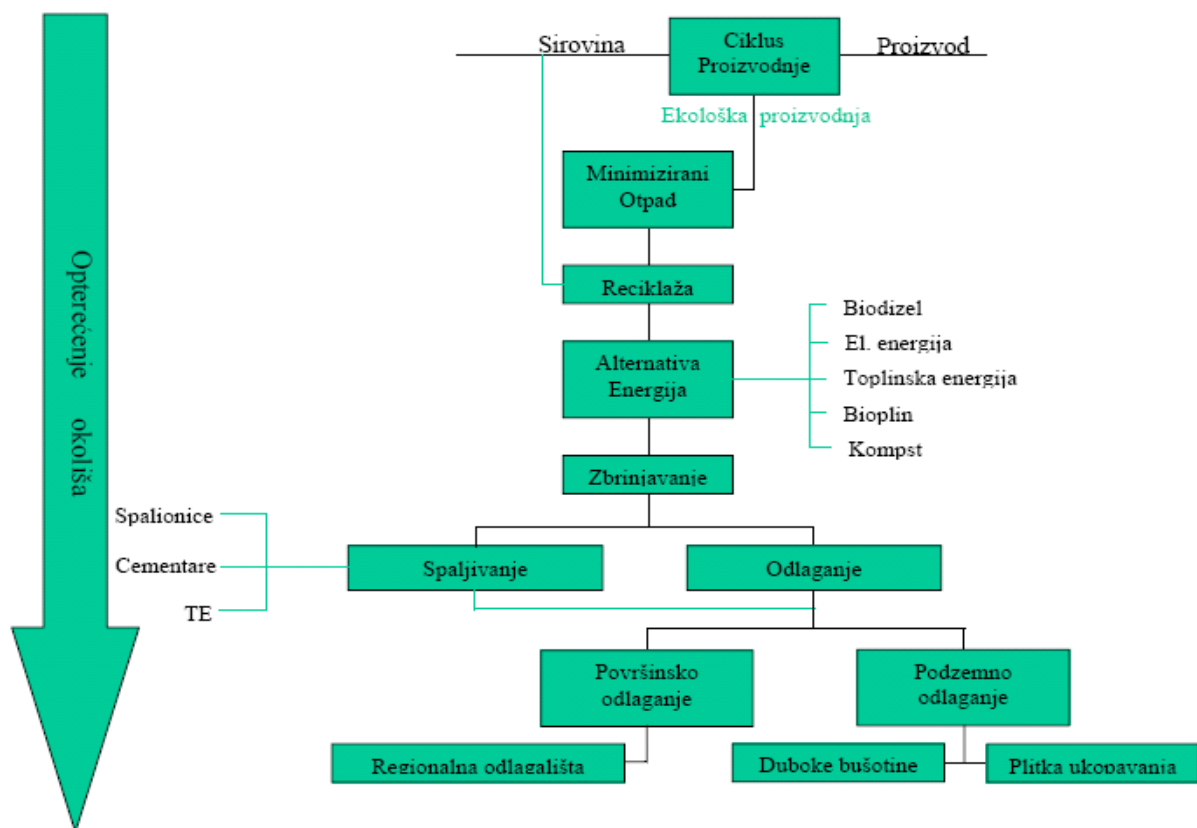 Sirovina
Ciklus
Proizvodnje
Proizvod
Ekološka proizvodnja
Minimizirani
Otpad
Opterećenje okoliša
Reciklaža
Alternativa
Energija
Biodizel
El. energija
Toplinska energija
Bioplin
Kompst
Zbrinjavanje
Spalionice
Cementare
TE
Spaljivanje
Odlaganje
Površinsko
odlaganje
Podzemno
odlaganje
Regionalna odlagališta
Duboke bušotine
Plitka ukopavanja